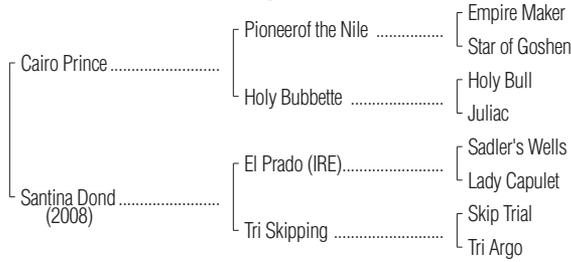 Empire Maker
Pioneerof the Nile ................
Star of Goshen
Cairo Prince .......................
Holy Bull
Holy Bubbette ......................
Juliac
Sadler's Wells
El Prado (IRE)......................
Lady Capulet
Santina Dond ......................
(2008)
Skip Trial
Tri Skipping .......................
Tri Argo